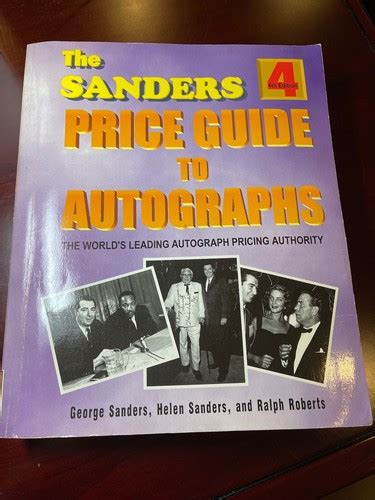 The
SANDERS
4
4th Edition
PRICE GUIDE
TO
AUTOGRAPHS
THE WORLD'S LEADING AUTOGRAPH PRICING AUTHORITY
George Sanders, Helen Sanders, and Ralph Roberts